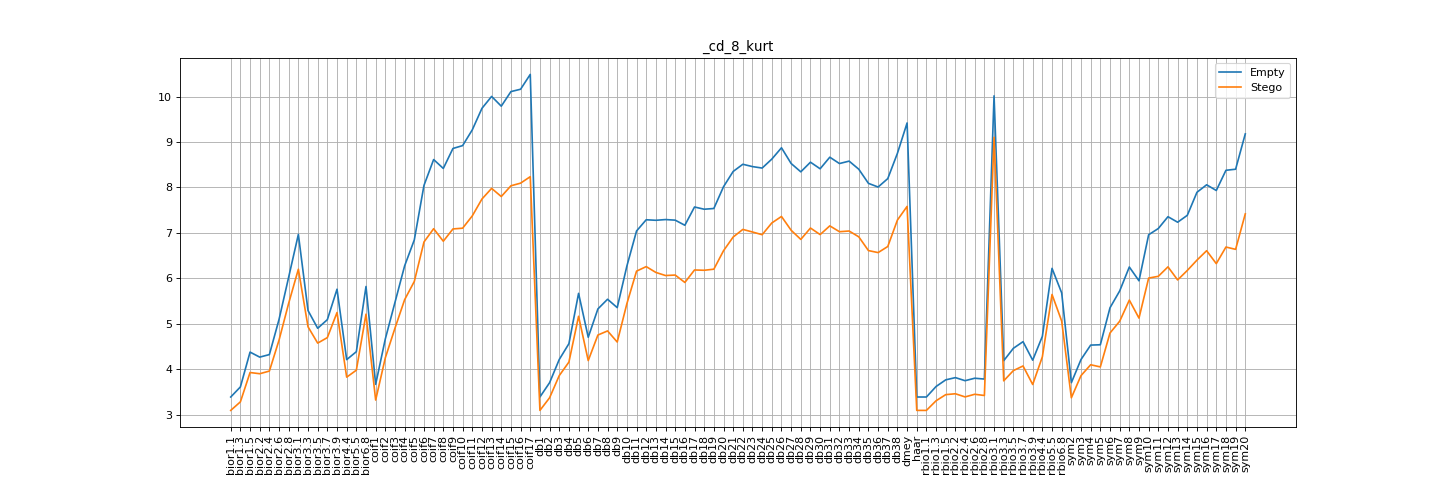 _cd_8_kurt
Empty
Stego
10
9
8
7
6
5
4
3
bior1.1
bior1.3
bior1.5
bior2.2
bior2.4
bior2.6
bior2.8
bior3.1
bior3.3
bior3.5
bior3.7
bior3.9
bior4.4
bior5.5
bior6.8
coif1
coif2
coif3
coif4
coif5
coif6
coif7
coif8
coif9
coif10
coif11
coif12
coif13
coif14
coif15
coif16
coif17
db1
db2
db3
db4
db5
db6
db7
db8
db9
db10
db11
db12
db13
db14
db15
db16
db17
db18
db19
db20
db21
db22
db23
db24
db25
db26
db27
db28
db29
db30
db31
db32
db33
db34
db35
db36
db37
db38
dmey
haar
rbio1.1
rbio1.3
rbio1.5
rbio2.2
rbio2.4
rbio2.6
rbio2.8
rbio3.1
rbio3.3
rbio3.5
rbio3.7
rbio3.9
rbio4.4
rbio5.5
rbio6.8
sym2
sym3
sym4
sym5
sym6
sym7
sym8
sym9
sym10
sym11
sym12
sym13
sym14
sym15
sym16
sym17
sym18
sym19
sym20